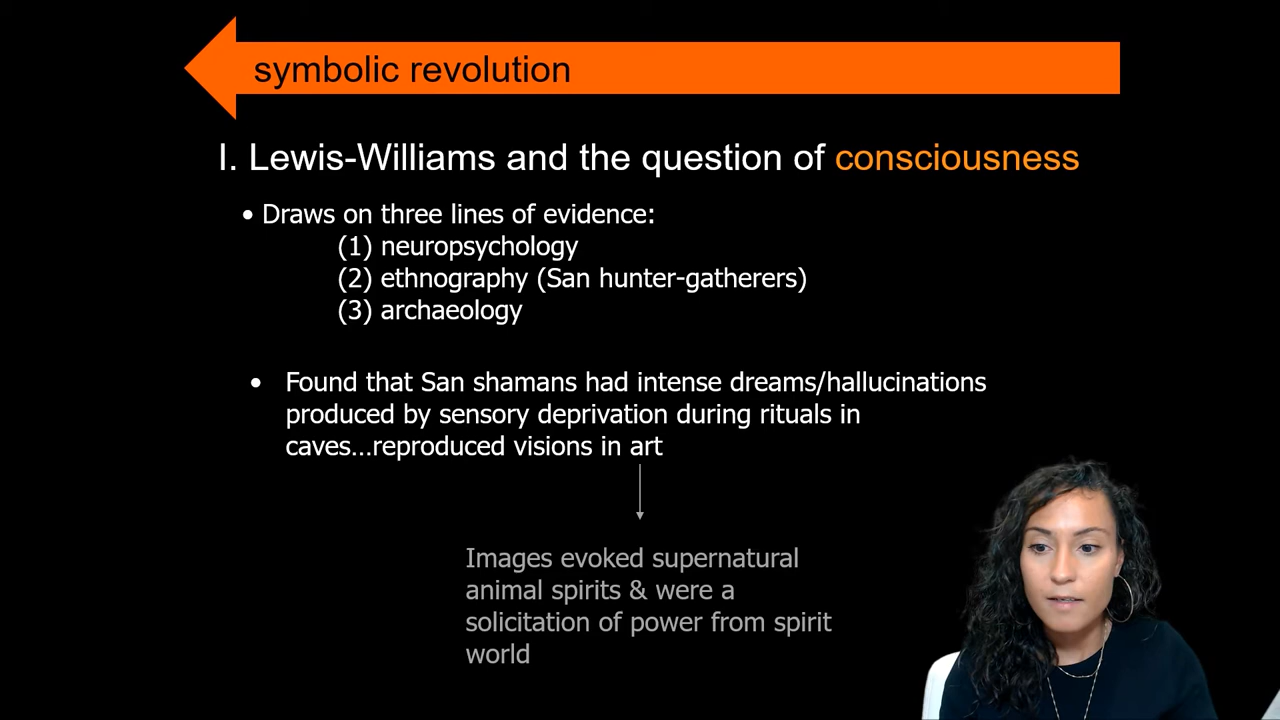 symbolic revolution
I. Lewis-Williams and the question of consciousness
• Draws on three lines of evidence:
(1) neuropsychology
(2) ethnography (San hunter-gatherers)
(3) archaeology
• Found that San shamans had intense dreams/hallucinations
produced by sensory deprivation during rituals in
caves…reproduced visions in art
Images evoked supernatural
animal spirits & were a
solicitation of power from spirit
world